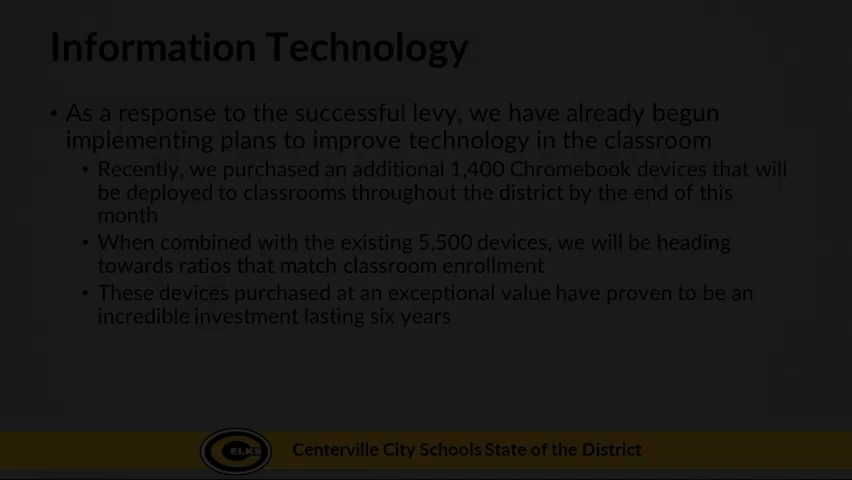 Information Technology
• As a response to the successful levy, we have already begun
implementing plans to improve technology in the classroom
• Recently, we purchased an additional 1,400 Chromebook devices that will
be deployed to classrooms throughout the district by the end of this
month
• When combined with the existing 5,500 devices, we will be heading
towards ratios that match classroom enrollment
• These devices purchased at an exceptional value have proven to be an
incredible investment lasting six years
ELKS
Centerville City Schools State of the District